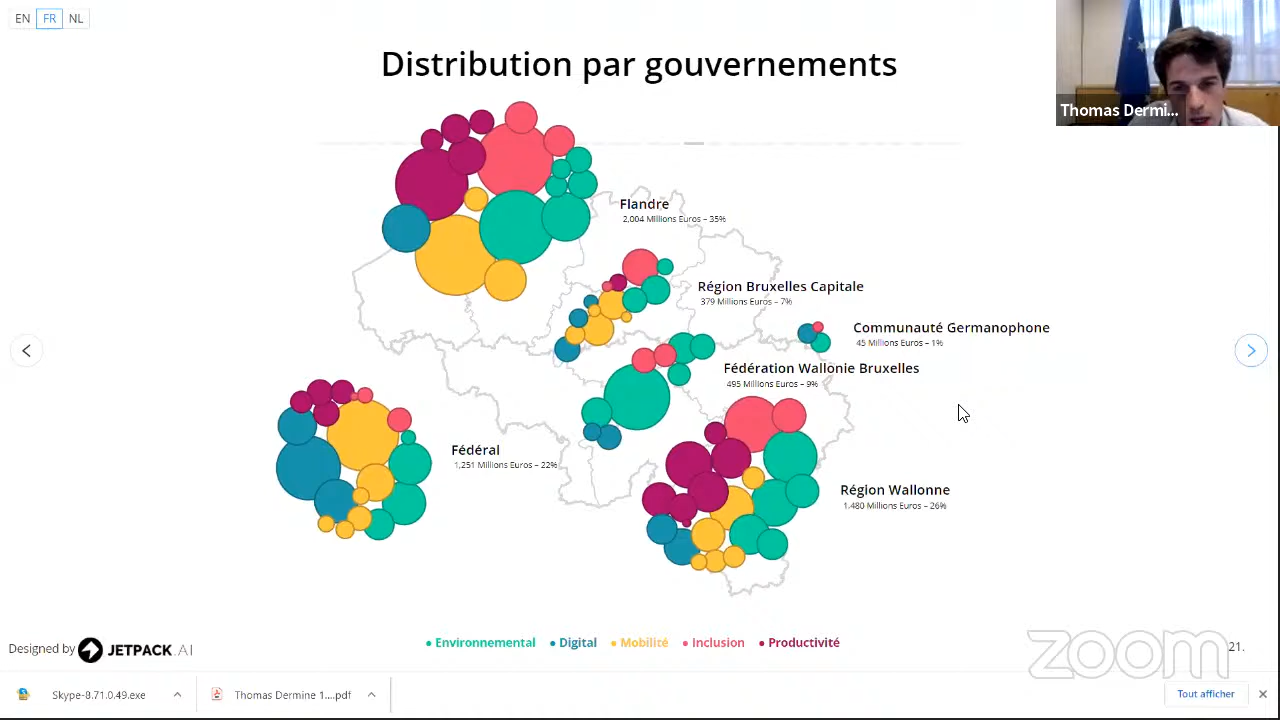 EN FR NL
Distribution par gouvernements
Thomas Dermi...
Flandre
2,004 Millions Euros – 35%
Région Bruxelles Capitale
379 Millions Euros – 7%
Communauté Germanophone
45 Millions Euros – 1%
Fédération Wallonie Bruxelles
495 Millions Euros – 9%
Fédéral
1,251 Millions Euros – 22%
Région Wallonne
1,480 Millions Euros – 26%
• Environnemental • Digital • Mobilité • Inclusion • Productivité
Designed by JETPACK.AI
zoom
21.
Skype-8.71.0.49.exe
Thomas Dermine 1....pdf
Tout afficher